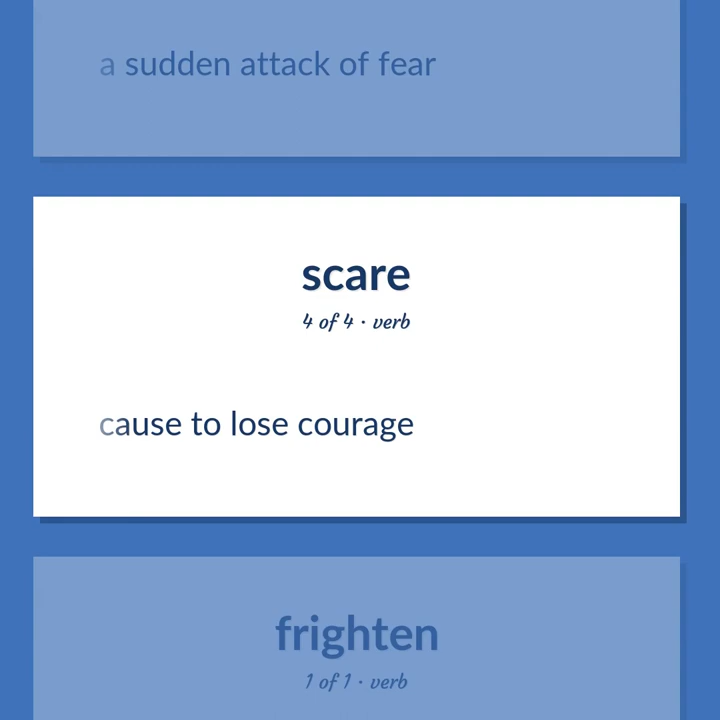 a sudden attack of fear
scare
4 of 4 · verb
cause to lose courage
frighten
1 of 1 · verb